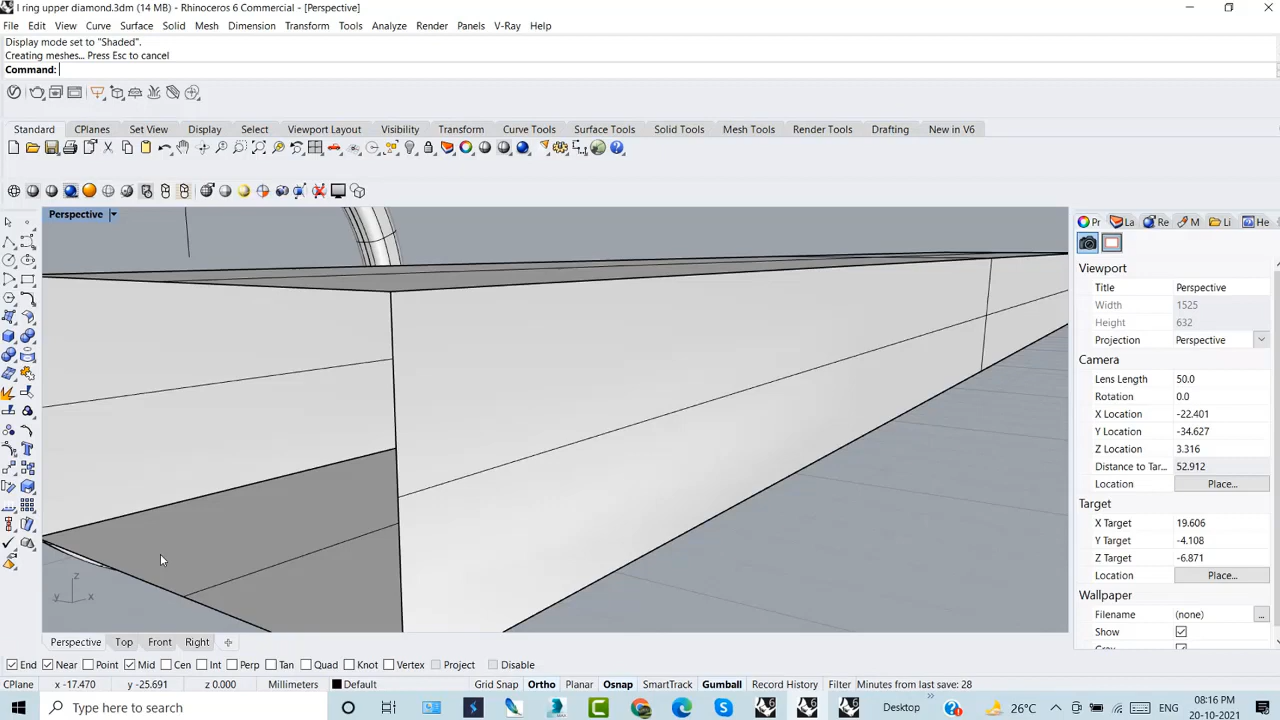 l ring upper diamond.3dm (14 MB) - Rhinoceros 6 Commercial - [Perspective]
File Edit View Curve Surface Solid Mesh Dimension Transform Tools Analyze Render Panels V-Ray Help
Display mode set to "Shaded".
Creating meshes... Press Esc to cancel
Command:
Standard CPlanes Set View Display Select Viewport Layout Visibility Transform Curve Tools Surface Tools Solid Tools Mesh Tools Render Tools Drafting New in V6
Perspective
Pr La Re M Li He
Viewport
Title Perspective
Width 1525
Height 632
Projection Perspective
Camera
Lens Length 50.0
Rotation 0.0
X Location -22.401
Y Location -34.627
Z Location 3.316
Distance to Tar... 52.912
Location Place...
Target
X Target 19.606
Y Target -4.108
Z Target -6.871
Location Place...
Wallpaper
Filename (none) ...
Show
Gray
z
y x
Perspective Top Front Right
End Near Point Mid Cen Int Perp Tan Quad Knot Vertex Project Disable
CPlane x -17.470 y -25.691 z 0.000 Millimeters Default Grid Snap Ortho Planar Osnap SmartTrack Gumball Record History Filter Minutes from last save: 28
Type here to search
Desktop
26°C
08:16 PM
20-10-2021